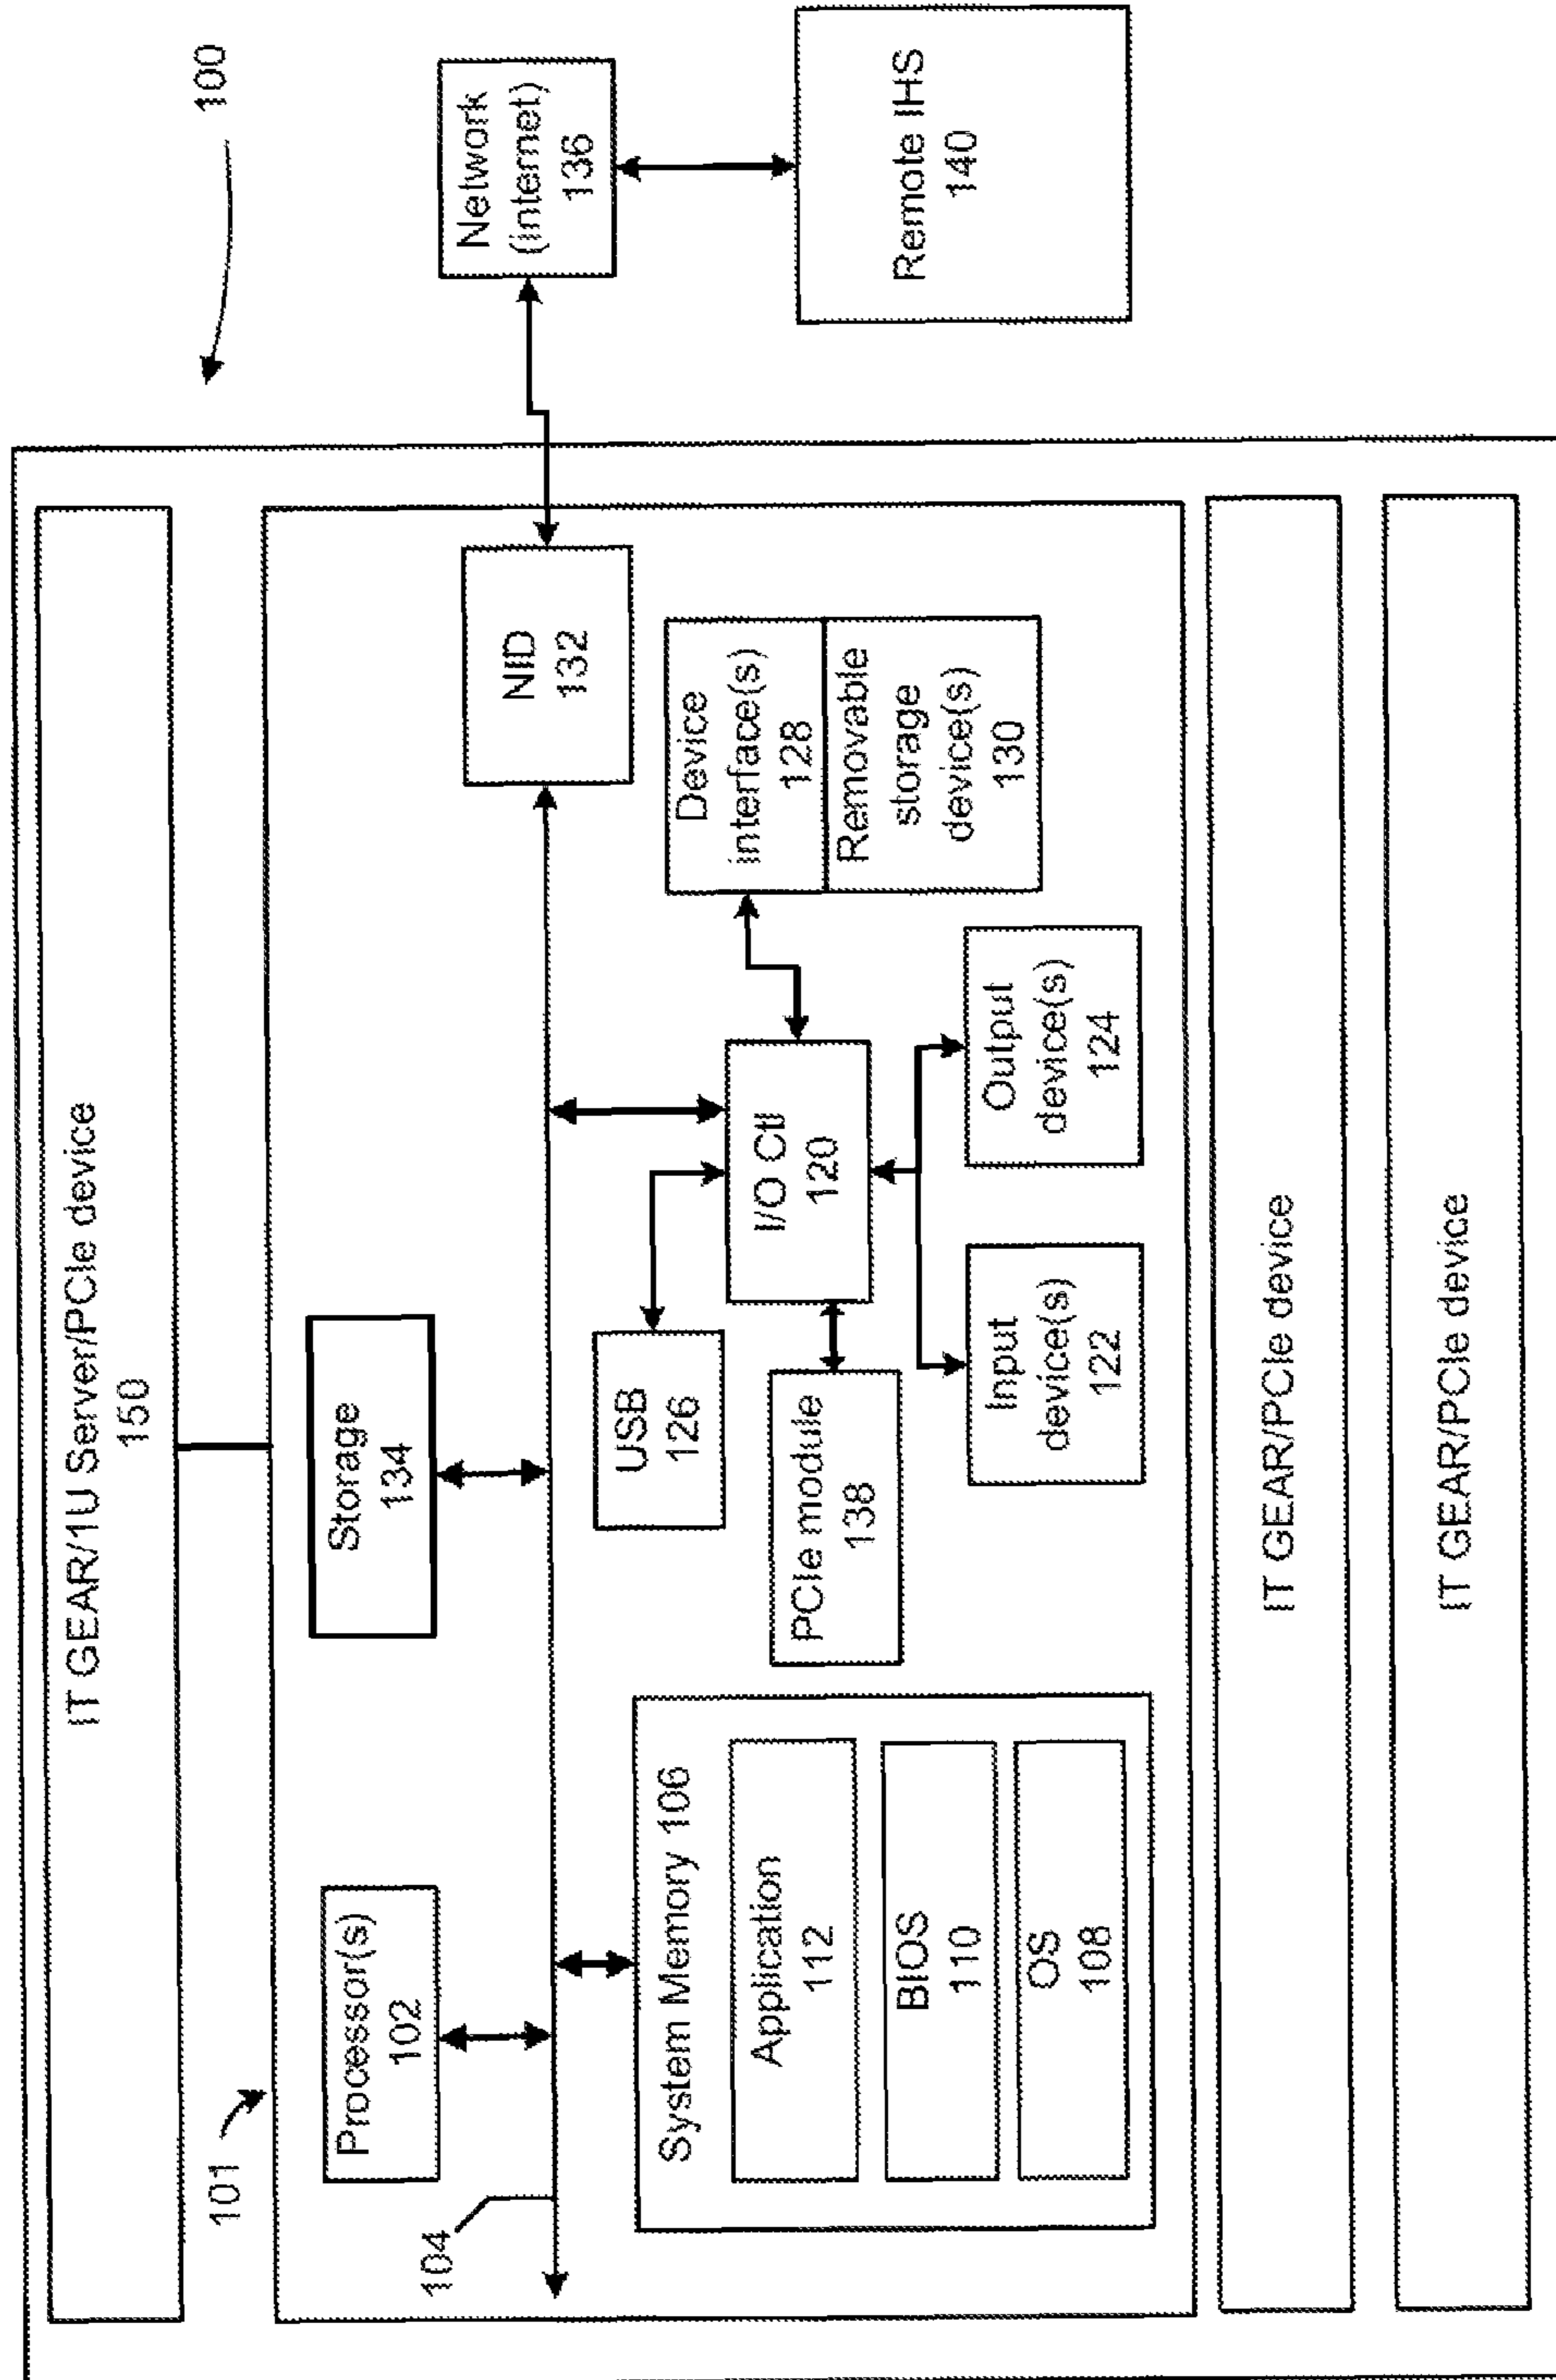 100
IT GEAR/1U Server/PCIe device
150
101
Processor(s)
102
Storage
134
104
System Memory 106
Application
112
BIOS
110
OS
108
USB
126
PCIe module
138
I/O Ctl
120
Input
device(s)
122
Output
device(s)
124
NID
132
Device
interface(s)
128
Removable
storage
device(s)
130
Network
(internet)
136
Remote IHS
140
IT GEAR/PCIe device
IT GEAR/PCIe device